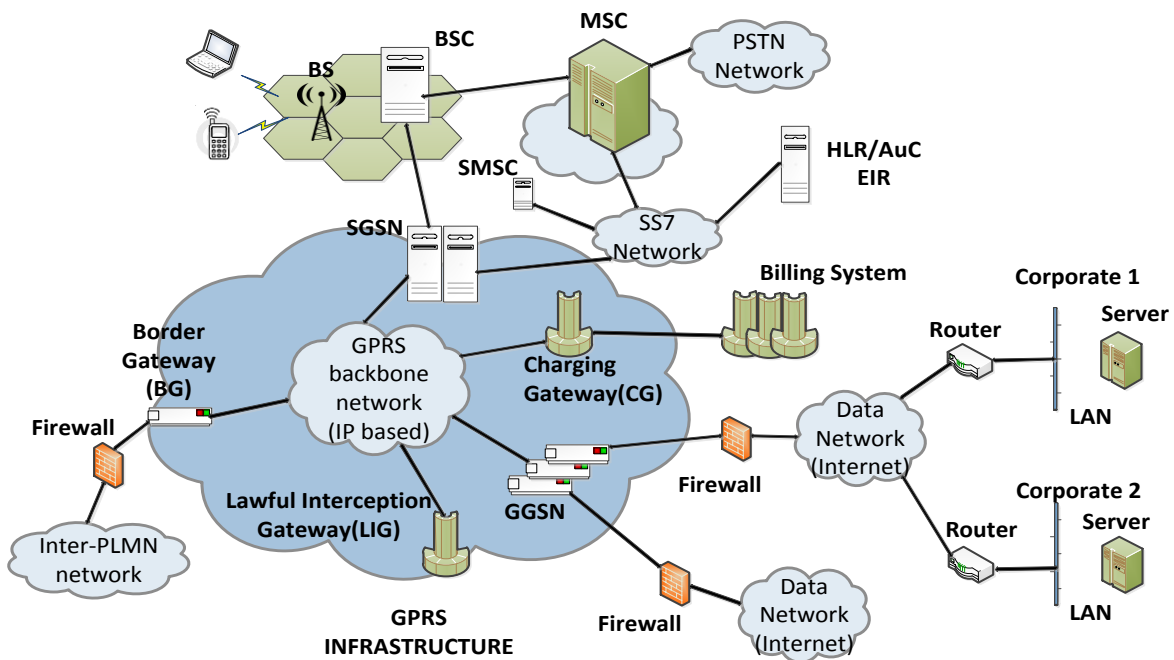 MSC
BSC
PSTN
Network
BS
SMSC
HLR/AuC
EIR
SS7
Network
SGSN
Billing System
Corporate 1
Server
Router
Border
Gateway
(BG)
GPRS
backbone
network
(IP based)
Charging
Gateway(CG)
LAN
Firewall
Data
Network
(Internet)
Firewall
Lawful Interception
Gateway(LIG)
GGSN
Corporate 2
Server
Router
Inter-PLMN
network
LAN
Data
Network
(Internet)
Firewall
GPRS
INFRASTRUCTURE